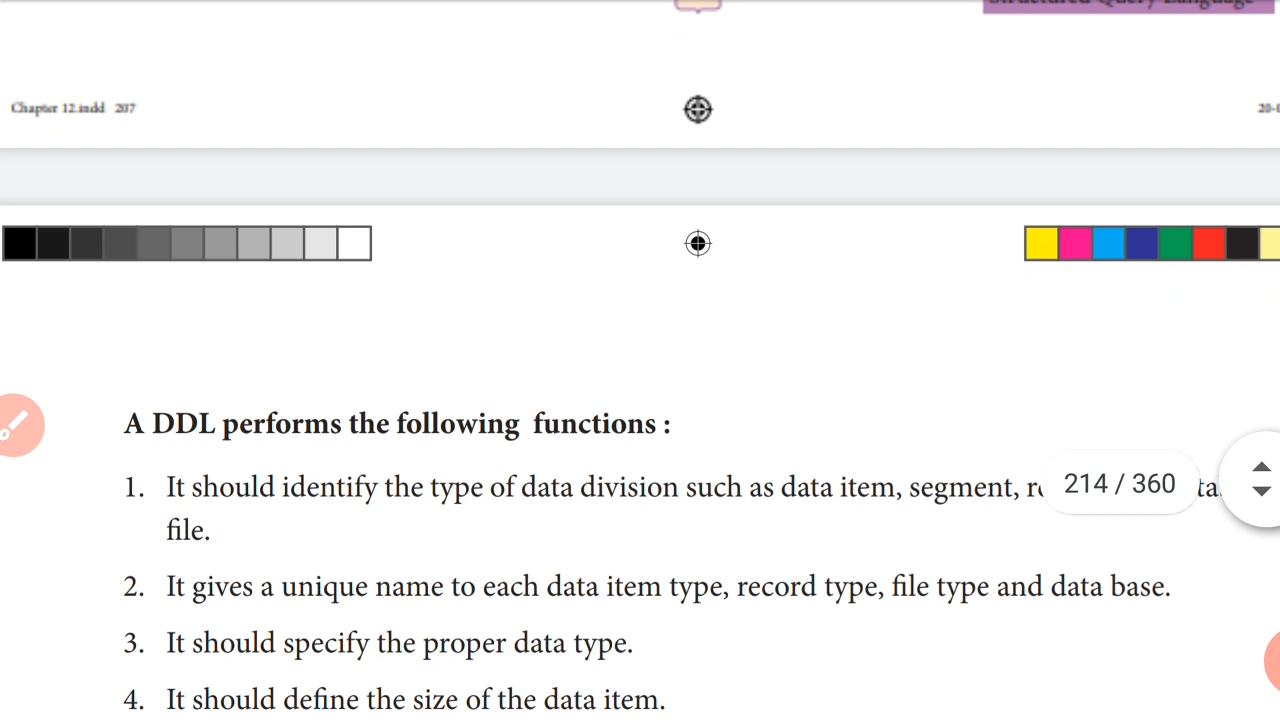 Structured Query Language
Chapter 12.indd 207
A DDL performs the following functions :
1. It should identify the type of data division such as data item, segment,
214 / 360
file.
2. It gives a unique name to each data item type, record type, file type and data base.
3. It should specify the proper data type.
4. It should define the size of the data item.